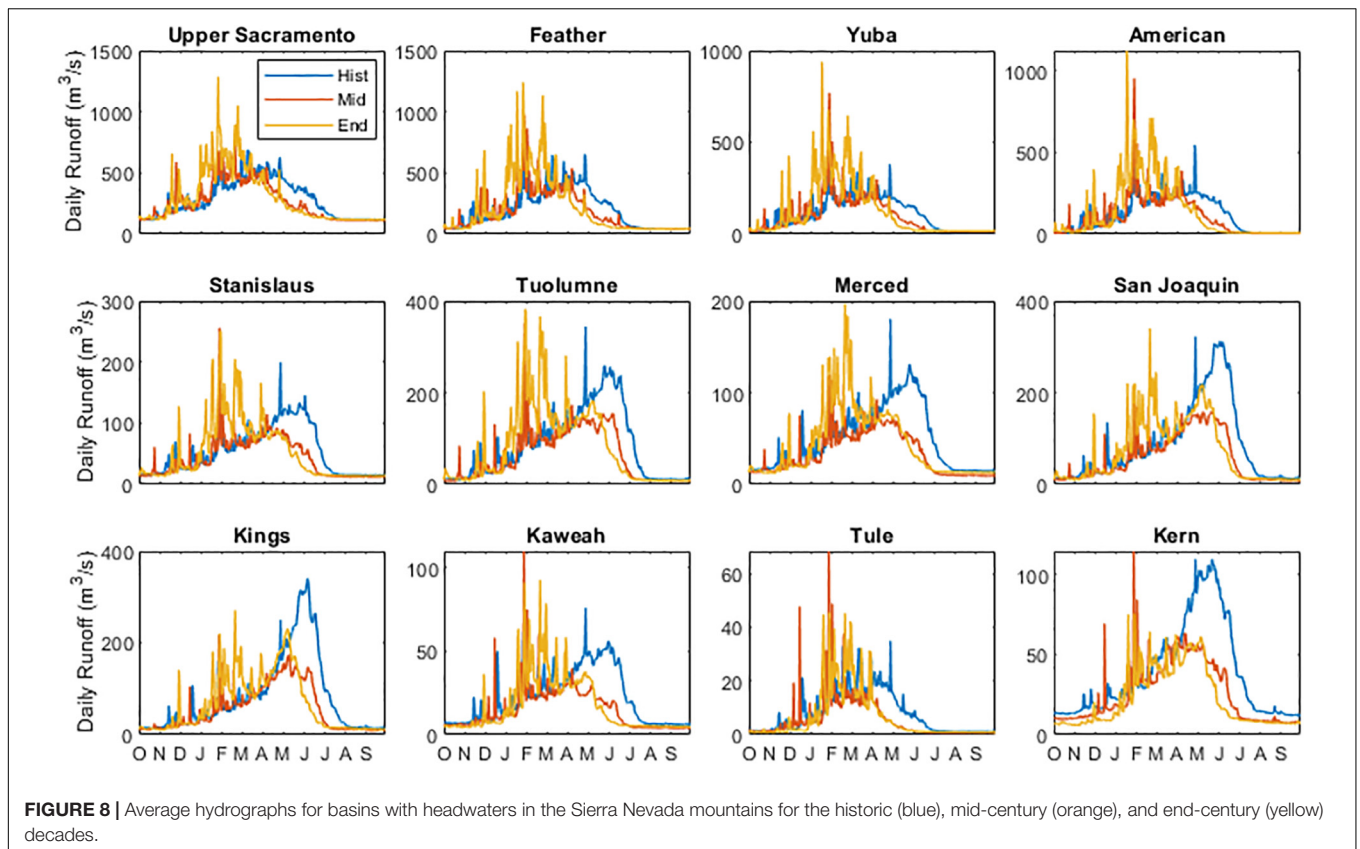 Upper Sacramento Feather Yuba American
Daily Runoff (m³/s)
1500 1000 500 0
Hist
Mid
End
1500 1000 500 0
1000 500 0
1000 500 0
Stanislaus Tuolumne Merced San Joaquin
Daily Runoff (m³/s)
300 200 100 0
400 200 0
200 150 100 50 0
400 200 0
Kings Kaweah Tule Kern
Daily Runoff (m³/s)
400 200 0
100 50 0
60 40 20 0
100 50 0
O N D J F M A M J J A S
O N D J F M A M J J A S
O N D J F M A M J J A S
O N D J F M A M J J A S
FIGURE 8 | Average hydrographs for basins with headwaters in the Sierra Nevada mountains for the historic (blue), mid-century (orange), and end-century (yellow)
decades.